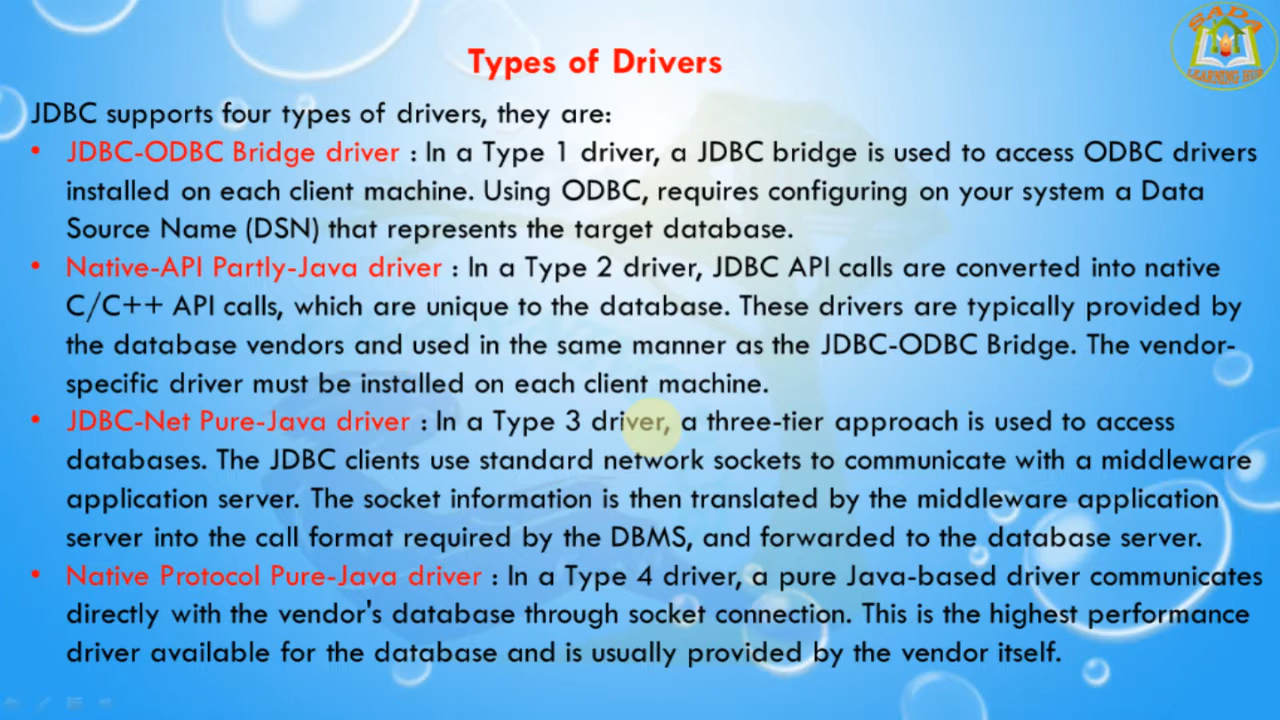 SADA
LEARNING HUB
Types of Drivers
JDBC supports four types of drivers, they are:
• JDBC-ODBC Bridge driver : In a Type 1 driver, a JDBC bridge is used to access ODBC drivers
installed on each client machine. Using ODBC, requires configuring on your system a Data
Source Name (DSN) that represents the target database.
• Native-API Partly-Java driver : In a Type 2 driver, JDBC API calls are converted into native
C/C++ API calls, which are unique to the database. These drivers are typically provided by
the database vendors and used in the same manner as the JDBC-ODBC Bridge. The vendor-
specific driver must be installed on each client machine.
• JDBC-Net Pure-Java driver : In a Type 3 driver, a three-tier approach is used to access
databases. The JDBC clients use standard network sockets to communicate with a middleware
application server. The socket information is then translated by the middleware application
server into the call format required by the DBMS, and forwarded to the database server.
• Native Protocol Pure-Java driver : In a Type 4 driver, a pure Java-based driver communicates
directly with the vendor's database through socket connection. This is the highest performance
driver available for the database and is usually provided by the vendor itself.